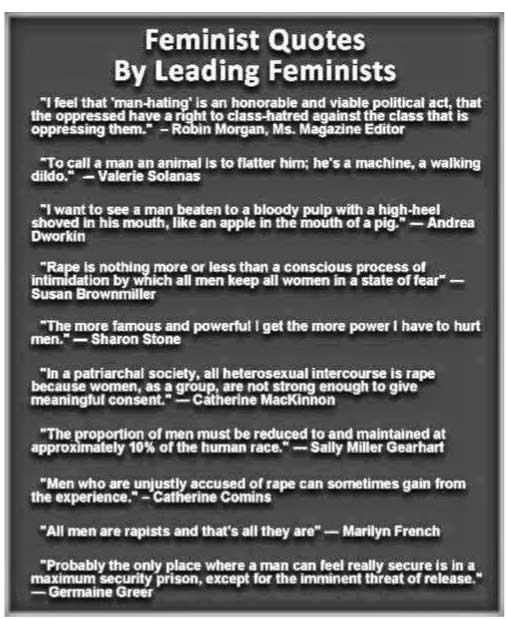 Feminist Quotes
By Leading Feminists
"I feel that 'man-hating' is an honorable and viable political act, that
the oppressed have a right to class-hatred against the class that is
oppressing them." – Robin Morgan, Ms. Magazine Editor
"To call a man an animal is to flatter him; he's a machine, a walking
dildo." — Valerie Solanas
"I want to see a man beaten to a bloody pulp with a high-heel
shoved in his mouth, like an apple in the mouth of a pig." — Andrea
Dworkin
"Rape is nothing more or less than a conscious process of
intimidation by which all men keep all women in a state of fear" —
Susan Brownmiller
"The more famous and powerful I get the more power I have to hurt
men." — Sharon Stone
"In a patriarchal society, all heterosexual intercourse is rape
because women, as a group, are not strong enough to give
meaningful consent." — Catherine MacKinnon
"The proportion of men must be reduced to and maintained at
approximately 10% of the human race." — Sally Miller Gearhart
"Men who are unjustly accused of rape can sometimes gain from
the experience." – Catherine Comins
"All men are rapists and that's all they are" — Marilyn French
"Probably the only place where a man can feel really secure is in a
maximum security prison, except for the imminent threat of release."
— Germaine Greer